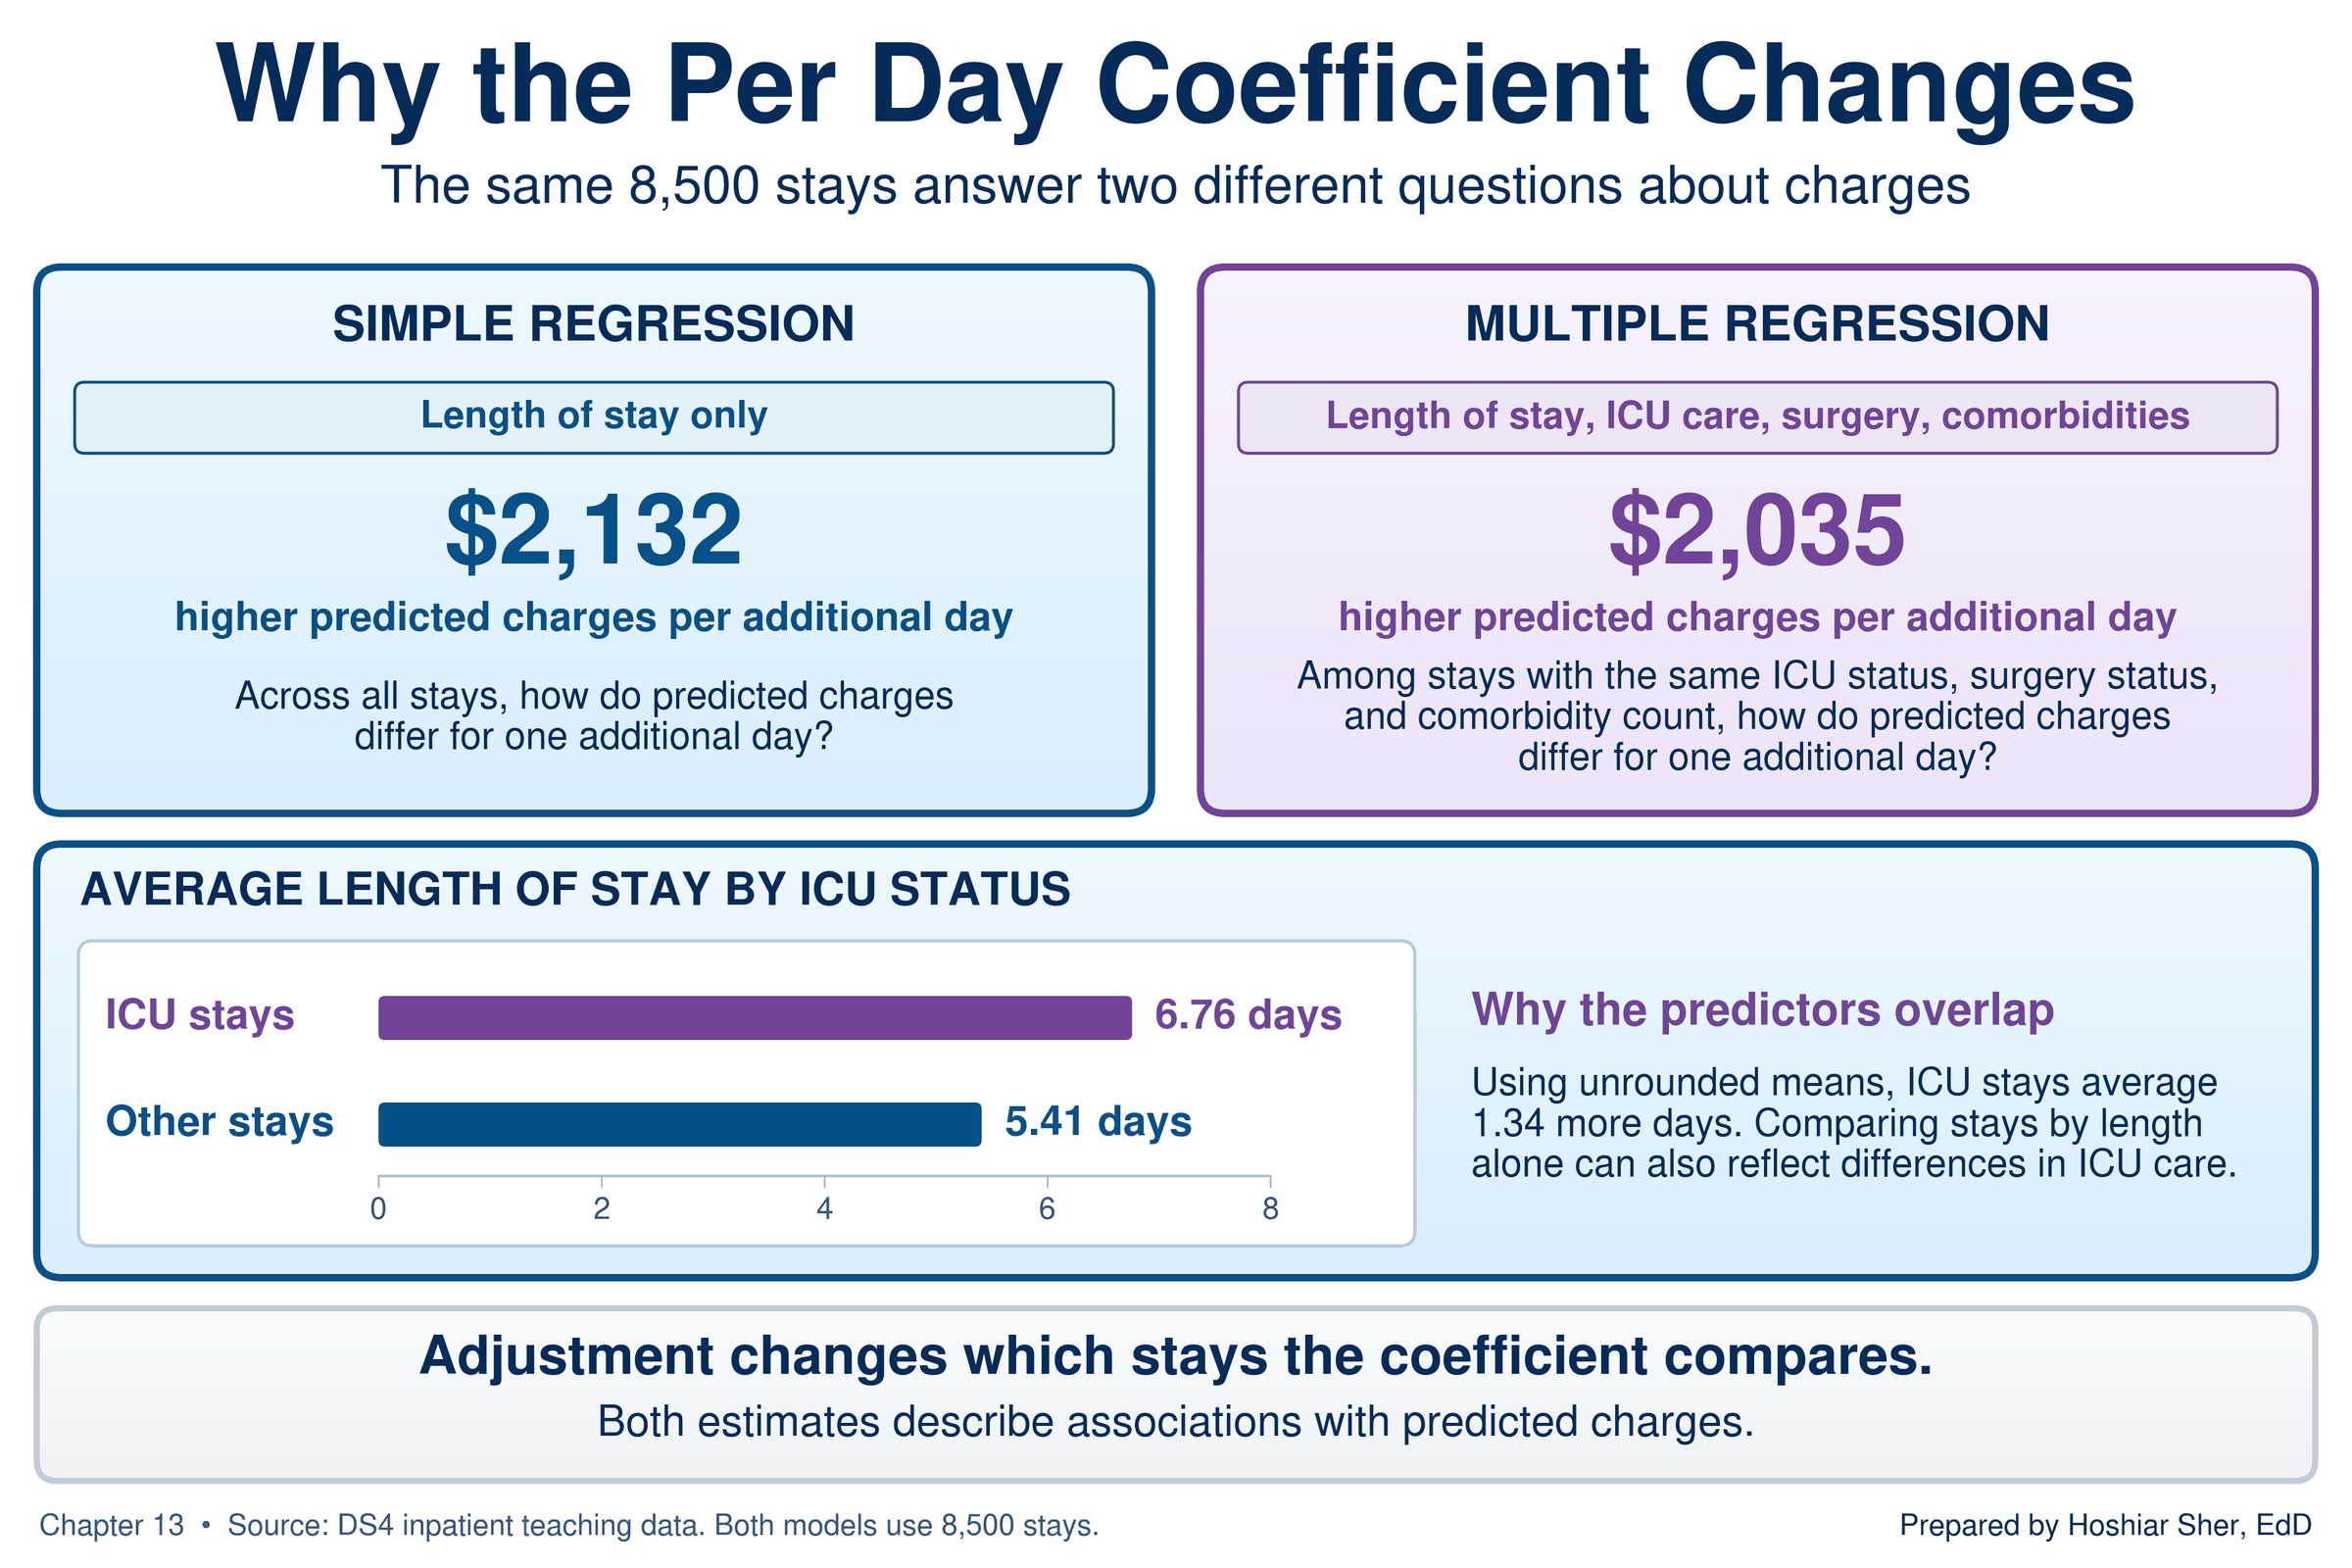 Why the Per Day Coefficient Changes
The same 8,500 stays answer two different questions about charges
SIMPLE REGRESSION
Length of stay only
$2,132
higher predicted charges per additional day
Across all stays, how do predicted charges
differ for one additional day?
MULTIPLE REGRESSION
Length of stay, ICU care, surgery, comorbidities
$2,035
higher predicted charges per additional day
Among stays with the same ICU status, surgery status,
and comorbidity count, how do predicted charges
differ for one additional day?
AVERAGE LENGTH OF STAY BY ICU STATUS
ICU stays
6.76 days
Other stays
5.41 days
0 2 4 6 8
Why the predictors overlap
Using unrounded means, ICU stays average
1.34 more days. Comparing stays by length
alone can also reflect differences in ICU care.
Adjustment changes which stays the coefficient compares.
Both estimates describe associations with predicted charges.
Chapter 13 • Source: DS4 inpatient teaching data. Both models use 8,500 stays.
Prepared by Hoshiar Sher, EdD